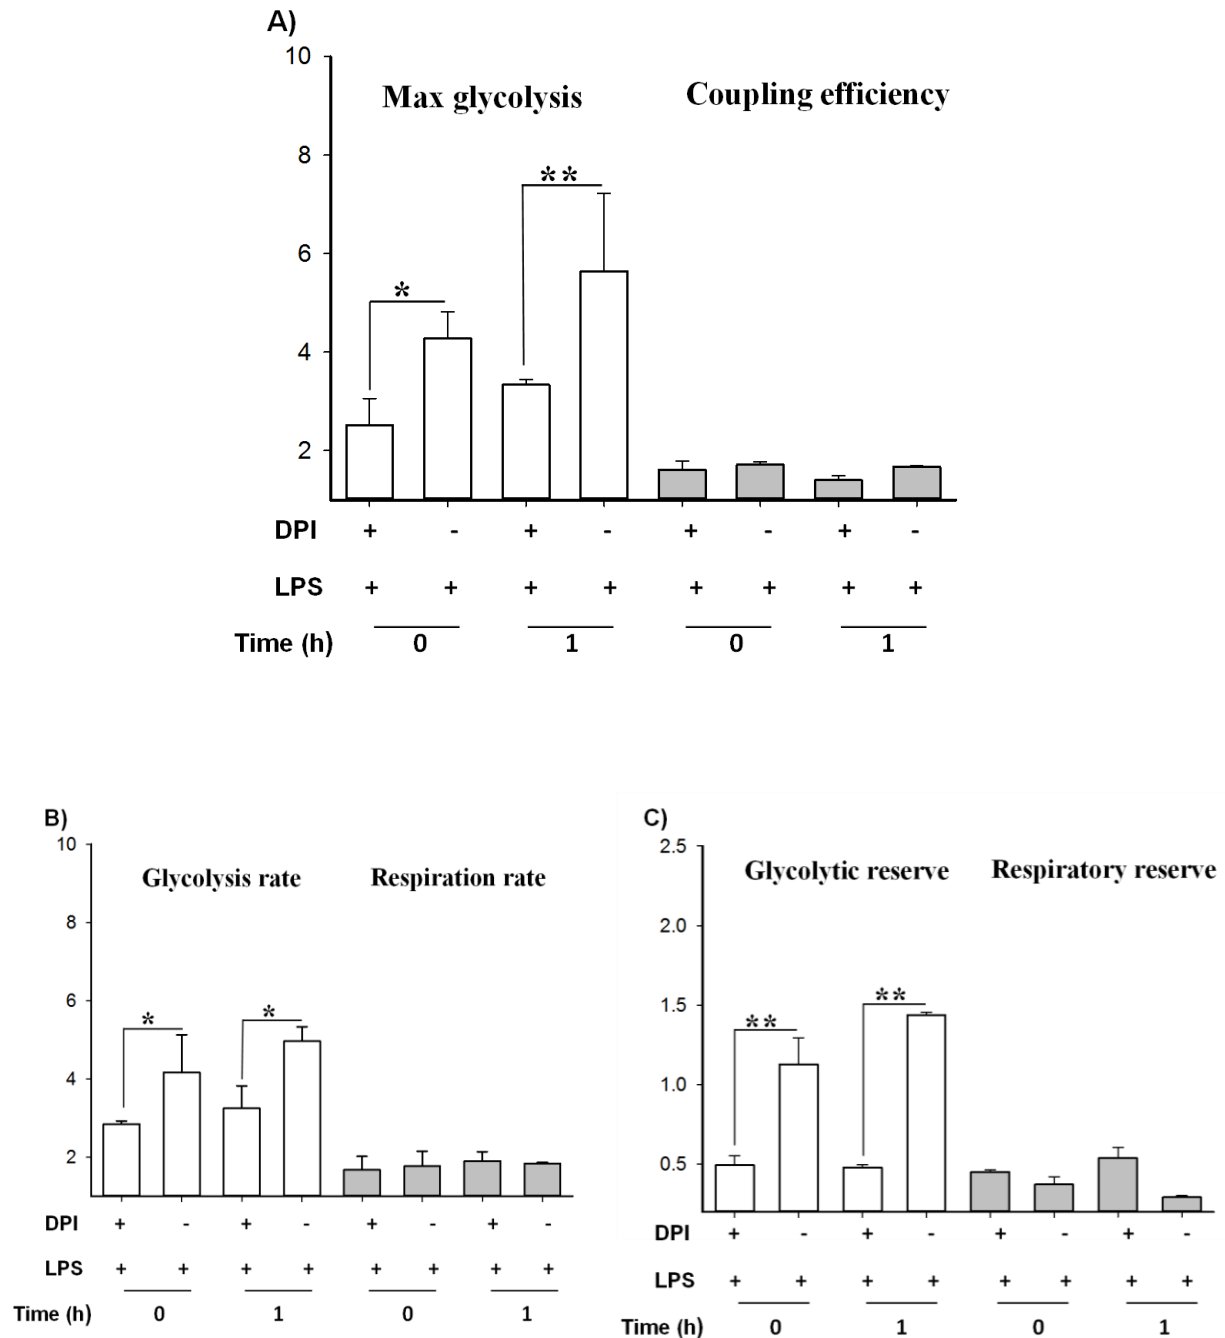 A)
10
Max glycolysis Coupling efficiency
8
**
6
*
4
2
DPI + - + - + - + -
LPS + + + + + + + +
Time (h) 0 1 0 1
B)
10
Glycolysis rate Respiration rate
8
6
* *
4
2
DPI + - + - + - + -
LPS + + + + + + + +
Time (h) 0 1 0 1
C)
2.5
Glycolytic reserve Respiratory reserve
2.0
1.5
** **
1.0
0.5
DPI + - + - + - + -
LPS + + + + + + + +
Time (h) 0 1 0 1